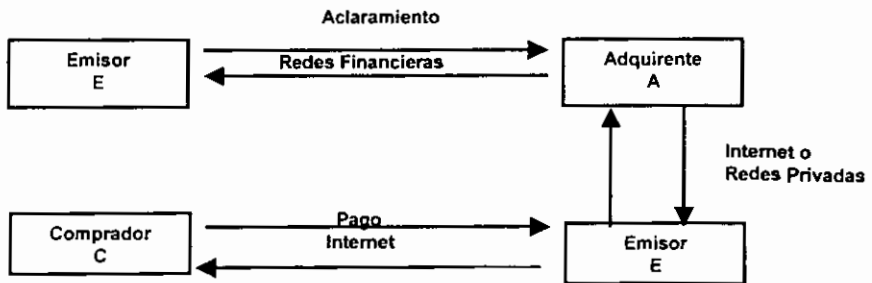 Aclaramiento
Emisor
E
Redes Financieras
Adquirente
A
Internet o
Redes Privadas
Comprador
C
Pago
Internet
Emisor
E